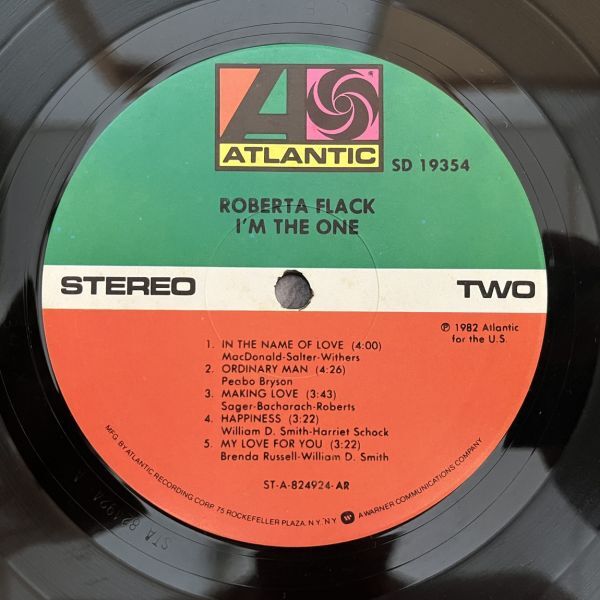 ATLANTIC
SD 19354
ROBERTA FLACK
I'M THE ONE
STEREO
TWO
℗ 1982 Atlantic
for the U.S.
1. IN THE NAME OF LOVE (4:00)
MacDonald-Salter-Withers
2. ORDINARY MAN (4:26)
Peabo Bryson
3. MAKING LOVE (3:43)
Sager-Bacharach-Roberts
4. HAPPINESS (3:22)
William D. Smith-Harriet Schock
5. MY LOVE FOR YOU (3:22)
Brenda Russell-William D. Smith
ST-A-824924-AR
MFG. BY ATLANTIC RECORDING CORP. 75 ROCKEFELLER PLAZA, N.Y. N.Y. A WARNER COMMUNICATIONS COMPANY